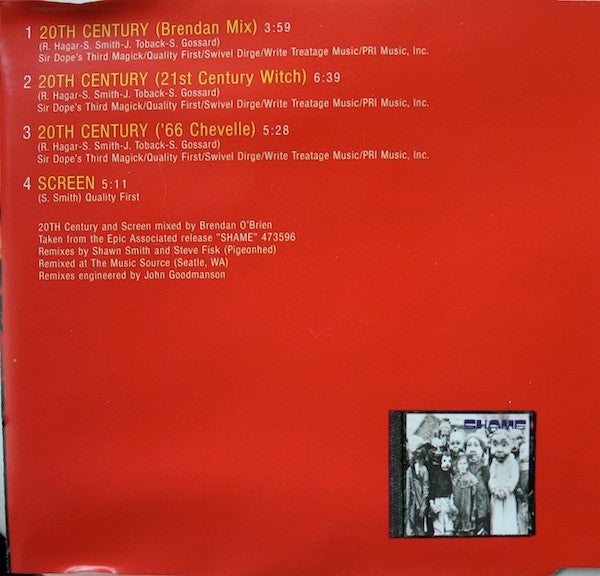 1 20TH CENTURY (Brendan Mix) 3:59
(R. Hagar-S. Smith-J. Toback-S. Gossard)
Sir Dope's Third Magick/Quality First/Swivel Dirge/Write Treatage Music/PRI Music, Inc.
2 20TH CENTURY (21st Century Witch) 6:39
(R. Hagar-S. Smith-J. Toback-S. Gossard)
Sir Dope's Third Magick/Quality First/Swivel Dirge/Write Treatage Music/PRI Music, Inc.
3 20TH CENTURY ('66 Chevelle) 5:28
(R. Hagar-S. Smith-J. Toback-S. Gossard)
Sir Dope's Third Magick/Quality First/Swivel Dirge/Write Treatage Music/PRI Music, Inc.
4 SCREEN 5:11
(S. Smith) Quality First
20TH Century and Screen mixed by Brendan O'Brien
Taken from the Epic Associated release "SHAME" 473596
Remixes by Shawn Smith and Steve Fisk (Pigeonhed)
Remixed at The Music Source (Seatle, WA)
Remixes engineered by John Goodmanson
SHAME